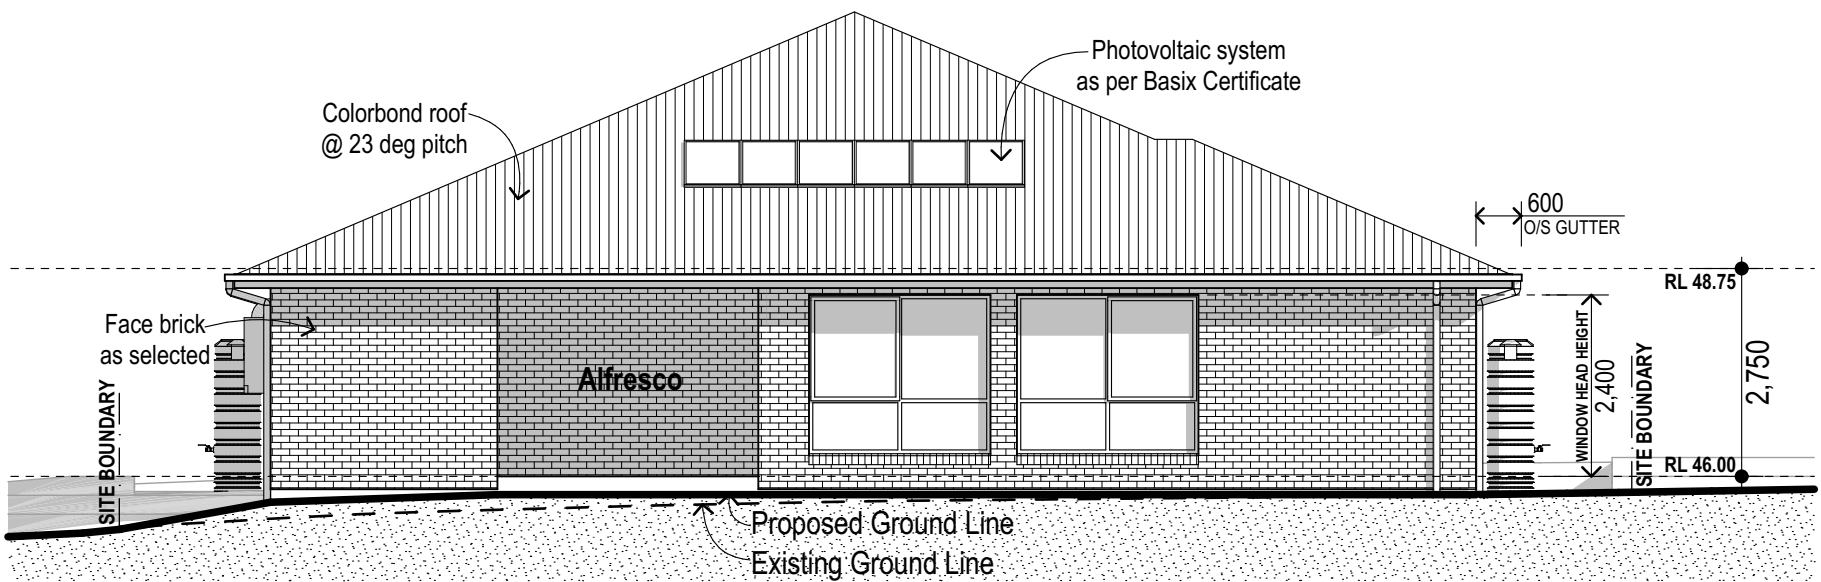 Photovoltaic system
as per Basix Certificate
Colorbond roof
@ 23 deg pitch
600
O/S GUTTER
RL 48.75
Face brick
as selected
Alfresco
WINDOW HEAD HEIGHT
2,400
2,750
SITE BOUNDARY
SITE BOUNDARY
RL 46.00
Proposed Ground Line
Existing Ground Line